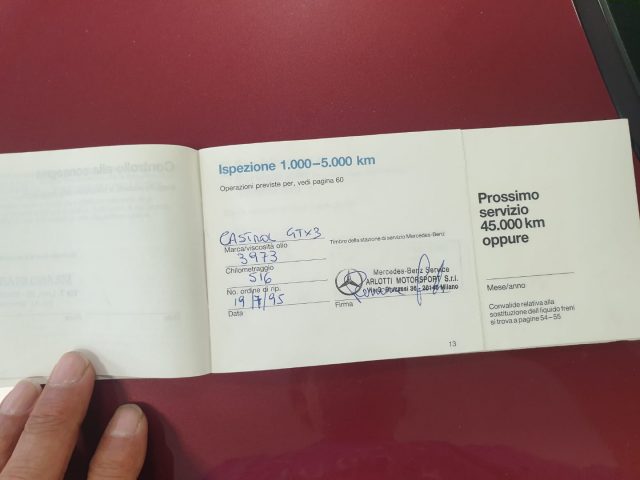 Controllo alla consegna
Ispezione 1.000–5.000 km
Operazioni previste per, vedi pagina 60
CASTROL GTX3
Marca/viscosità olio
Timbro della stazione di servizio Mercedes-Benz
3973
Chilometraggio
516
No. ordine di rip.
19/7/95
Data
Mercedes-Benz Service
ARLOTTI MOTORSPORT S.r.l.
Milano
Firma
13
Prossimo
servizio
45.000 km
oppure
Mese/anno
Convalide relativa alla
sostituzione dell liquido freni
si trova a pagine 54–55.